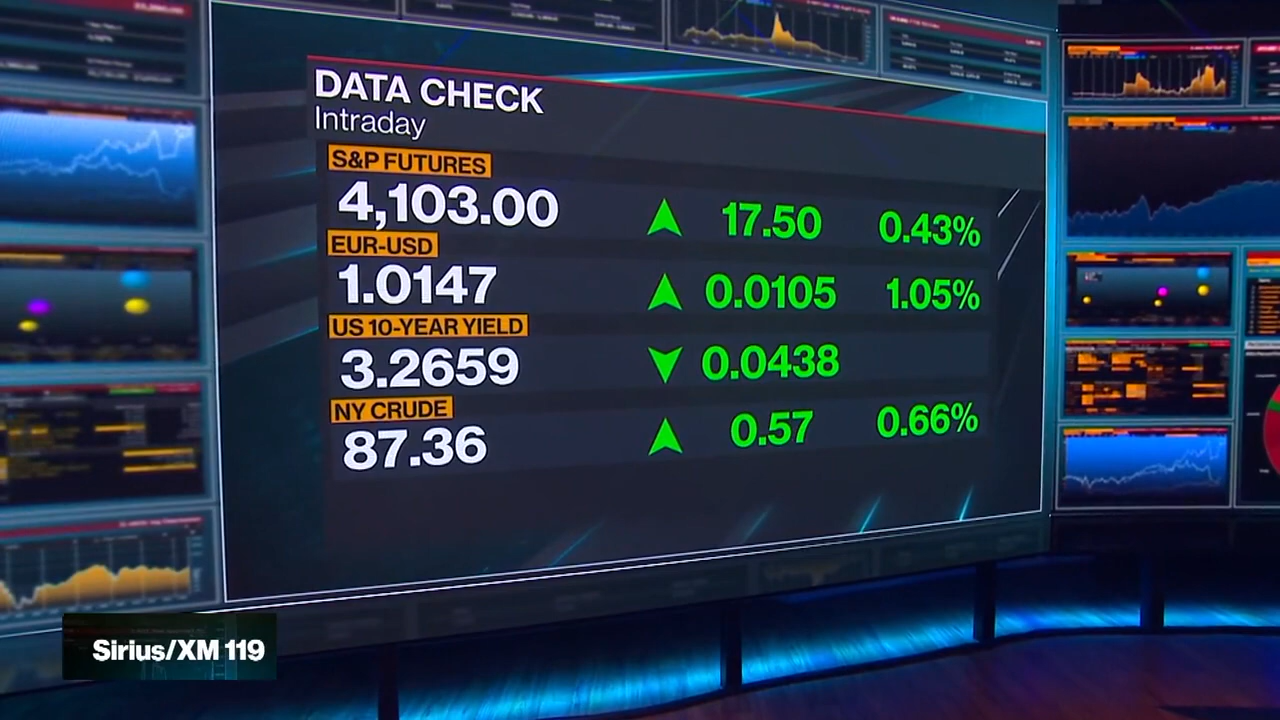 DATA CHECK
Intraday
S&P FUTURES
4,103.00 17.50 0.43%
EUR-USD
1.0147 0.0105 1.05%
US 10-YEAR YIELD
3.2659 0.0438
NY CRUDE
87.36 0.57 0.66%
Sirius/XM 119